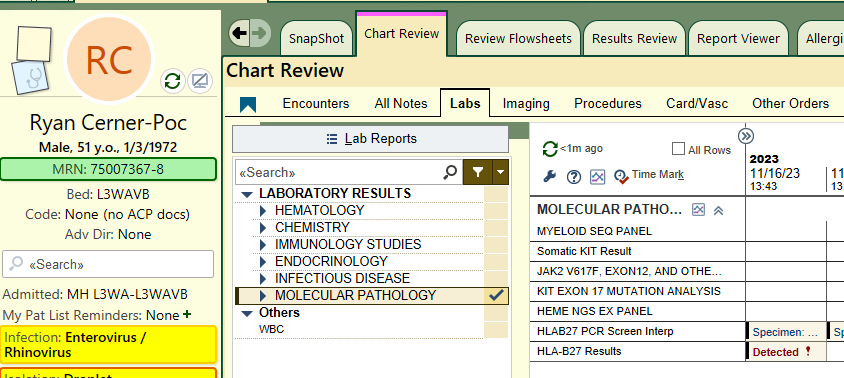 SnapShot
Chart Review
Review Flowsheets
Results Review
Report Viewer
RC
Chart Review
Encounters
All Notes
Labs
Imaging
Procedures
Card/Vasc
Other Orders
Ryan Cerner-Poc
Male, 51 y.o., 1/3/1972
MRN: 75007367-8
Bed: L3WAVB
Code: None (no ACP docs)
Adv Dir: None
«Search»
Admitted: MH L3WA-L3WAVB
My Pat List Reminders: None +
Infection: Enterovirus /
Rhinovirus
Isolation: Droplet
Lab Reports
«Search»
LABORATORY RESULTS
HEMATOLOGY
CHEMISTRY
IMMUNOLOGY STUDIES
ENDOCRINOLOGY
INFECTIOUS DISEASE
MOLECULAR PATHOLOGY
Others
WBC
<1m ago
All Rows
Time Mark
2023
11/16/23
13:43
MOLECULAR PATHO...
MYELOID SEQ PANEL
Somatic KIT Result
JAK2 V617F, EXON12, AND OTHE...
KIT EXON 17 MUTATION ANALYSIS
HEME NGS EX PANEL
HLAB27 PCR Screen Interp
Specimen: ...
HLA-B27 Results
Detected !